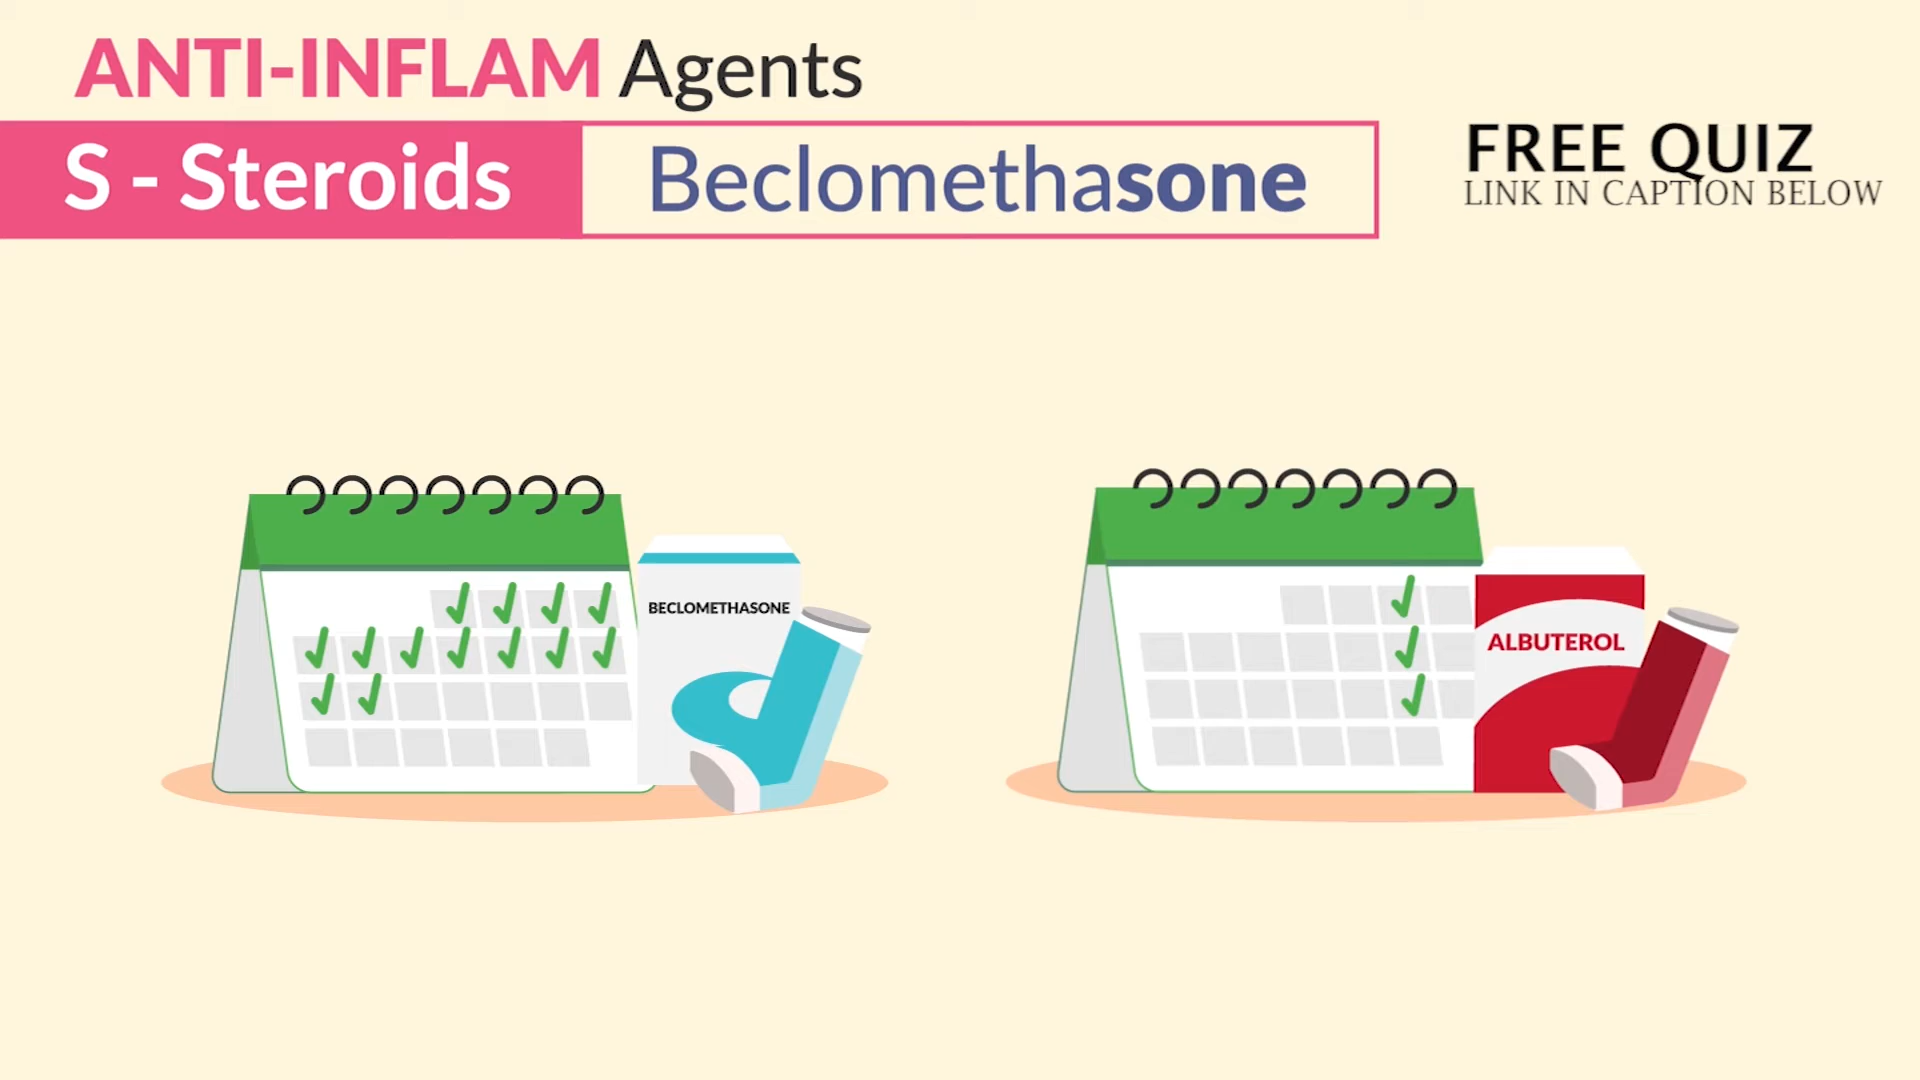 ANTI-INFLAM Agents
S - Steroids
Beclomethasone
FREE QUIZ
LINK IN CAPTION BELOW
BECLOMETHASONE
ALBUTEROL